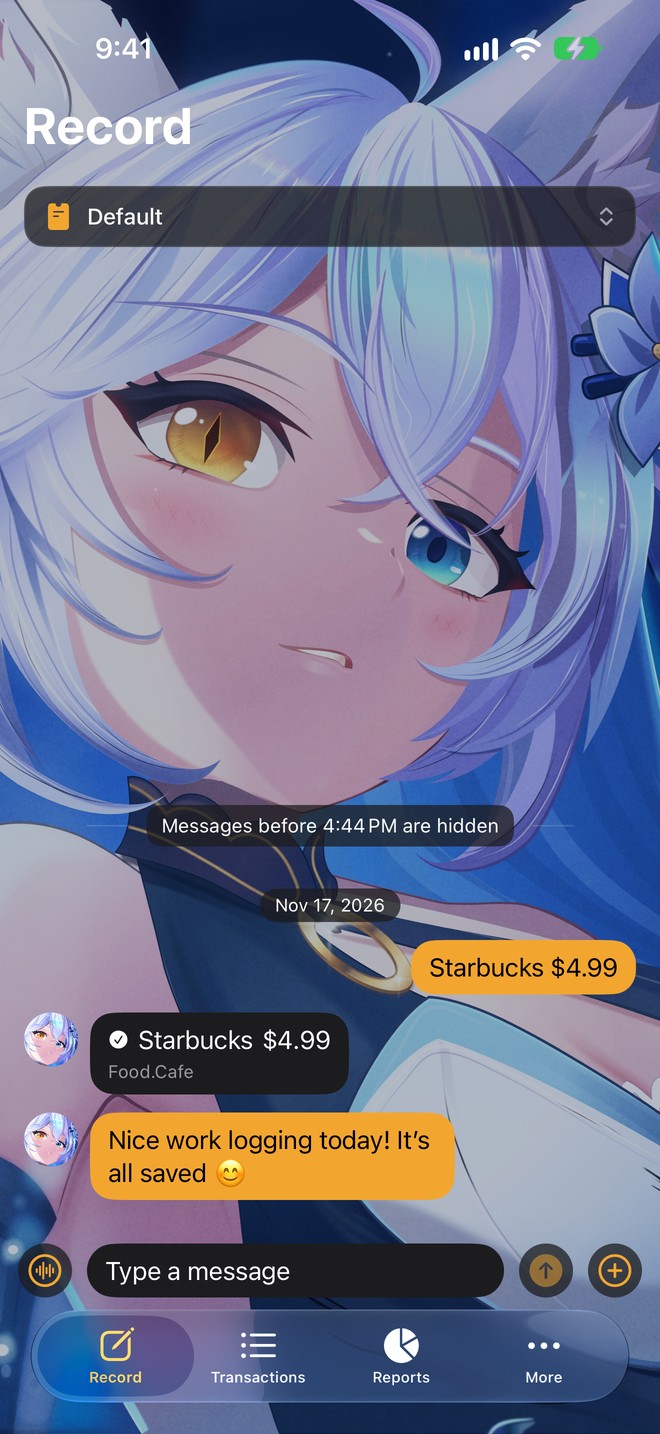 9:41
Record
Default
Messages before 4:44 PM are hidden
Nov 17, 2026
Starbucks $4.99
Starbucks $4.99
Food.Cafe
Nice work logging today! It’s
all saved 😊
Type a message
Record
Transactions
Reports
More